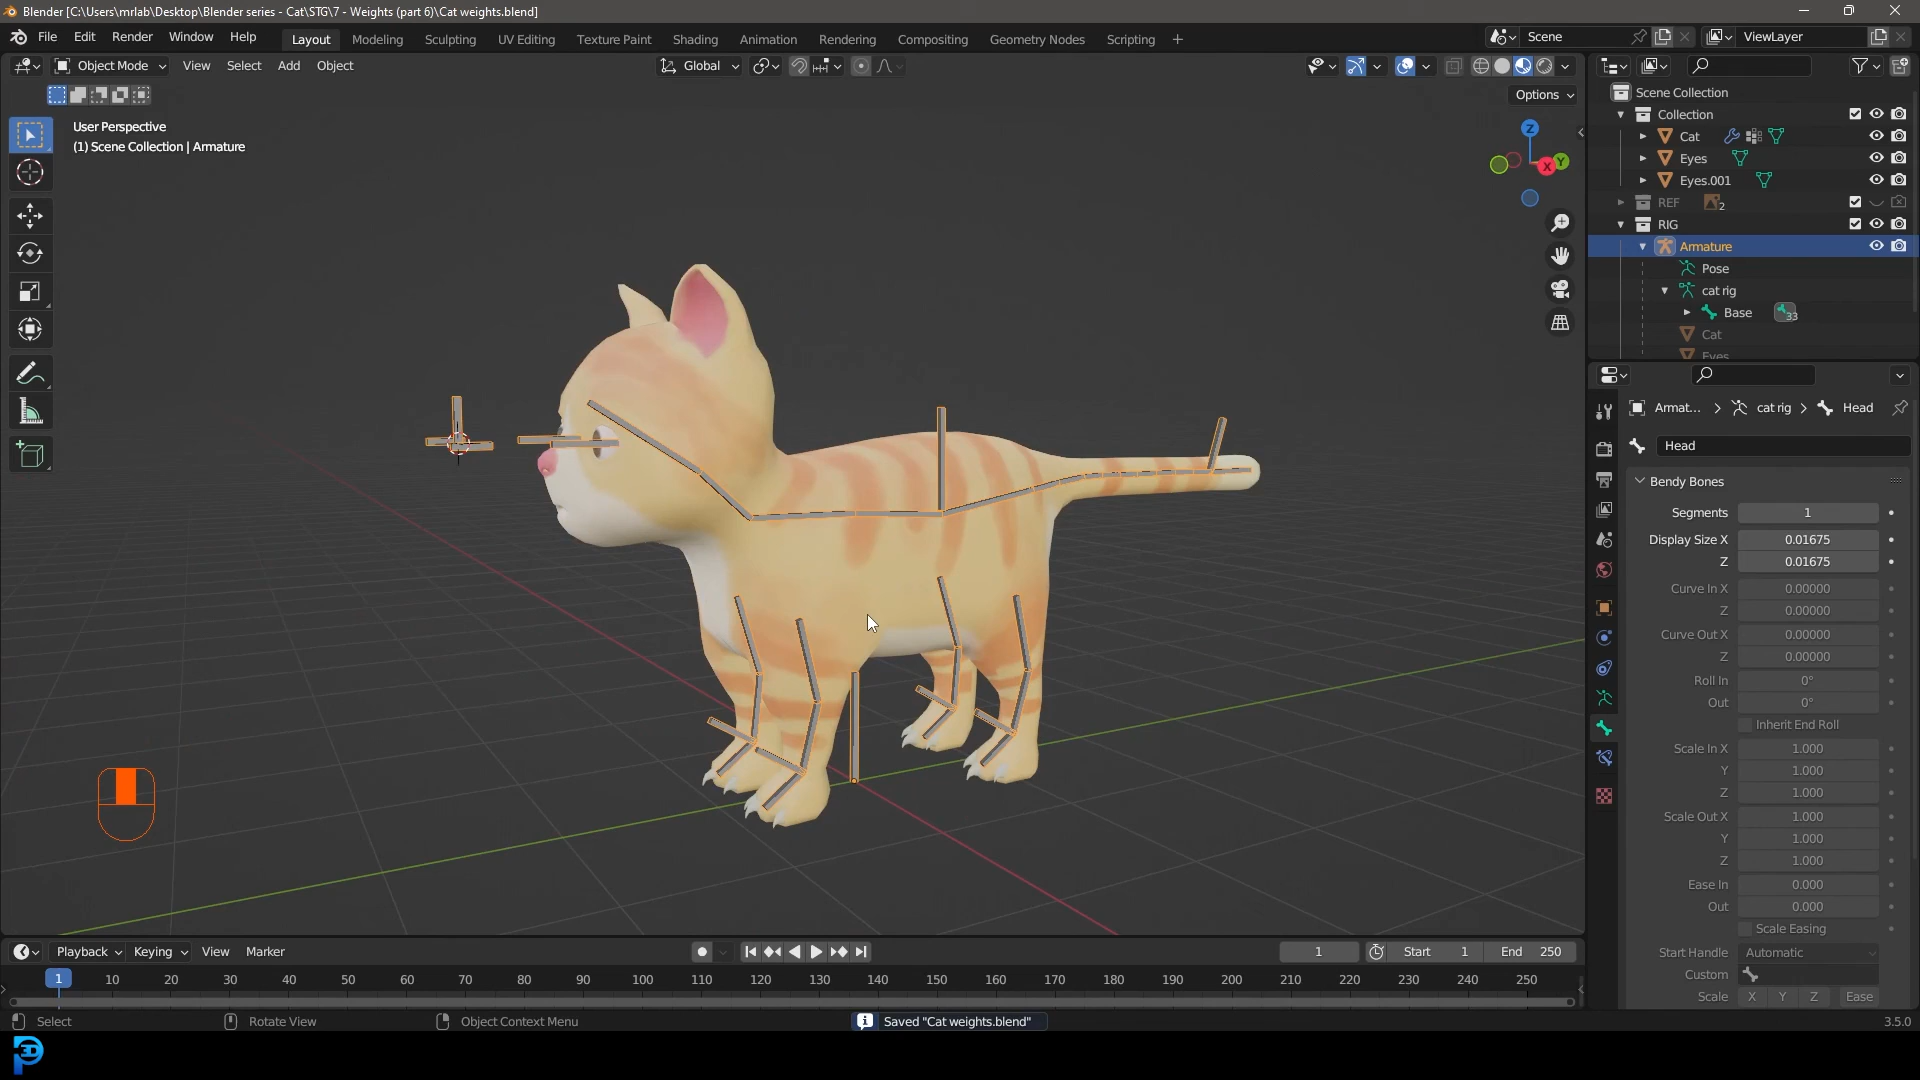 Blender [C:\Users\mrlab\Desktop\Blender series - Cat\STG\7 - Weights (part 6)\Cat weights.blend]
File Edit Render Window Help Layout Modeling Sculpting UV Editing Texture Paint Shading Animation Rendering Compositing Geometry Nodes Scripting + Scene ViewLayer
Object Mode View Select Add Object Global
Options
User Perspective
(1) Scene Collection | Armature
Z
Y
X
Scene Collection
Collection
Cat
Eyes
Eyes.001
REF 2
RIG
Armature
Pose
cat rig
Base 33
Cat
Eyes
Armat... > cat rig > Head
Head
Bendy Bones
Segments 1
Display Size X 0.01675
Z 0.01675
Curve In X 0.00000
Z 0.00000
Curve Out X 0.00000
Z 0.00000
Roll In 0°
Out 0°
Inherit End Roll
Scale In X 1.000
Y 1.000
Z 1.000
Scale Out X 1.000
Y 1.000
Z 1.000
Ease In 0.000
Out 0.000
Scale Easing
Start Handle Automatic
Custom
Scale X Y Z Ease
Playback Keying View Marker 1 Start 1 End 250
1 10 20 30 40 50 60 70 80 90 100 110 120 130 140 150 160 170 180 190 200 210 220 230 240 250
Select Rotate View Object Context Menu Saved "Cat weights.blend" 3.5.0
3D